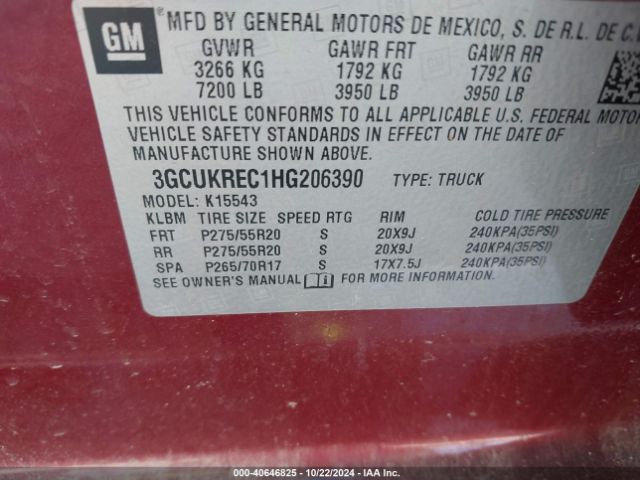 GM
MFD BY GENERAL MOTORS DE MEXICO, S. DE R.L. DE C.V
GVWR GAWR FRT GAWR RR
3266 KG 1792 KG 1792 KG
7200 LB 3950 LB 3950 LB
THIS VEHICLE CONFORMS TO ALL APPLICABLE U.S. FEDERAL MOTOR
VEHICLE SAFETY STANDARDS IN EFFECT ON THE DATE OF
MANUFACTURE SHOWN ABOVE.
3GCUKREC1HG206390 TYPE: TRUCK
MODEL: K15543
KLBM TIRE SIZE SPEED RTG RIM COLD TIRE PRESSURE
FRT P275/55R20 S 20X9J 240KPA(35PSI)
RR P275/55R20 S 20X9J 240KPA(35PSI)
SPA P265/70R17 S 17X7.5J 240KPA(35PSI)
SEE OWNER'S MANUAL FOR MORE INFORMATION.
000-40646825 - 10/22/2024 - IAA Inc.